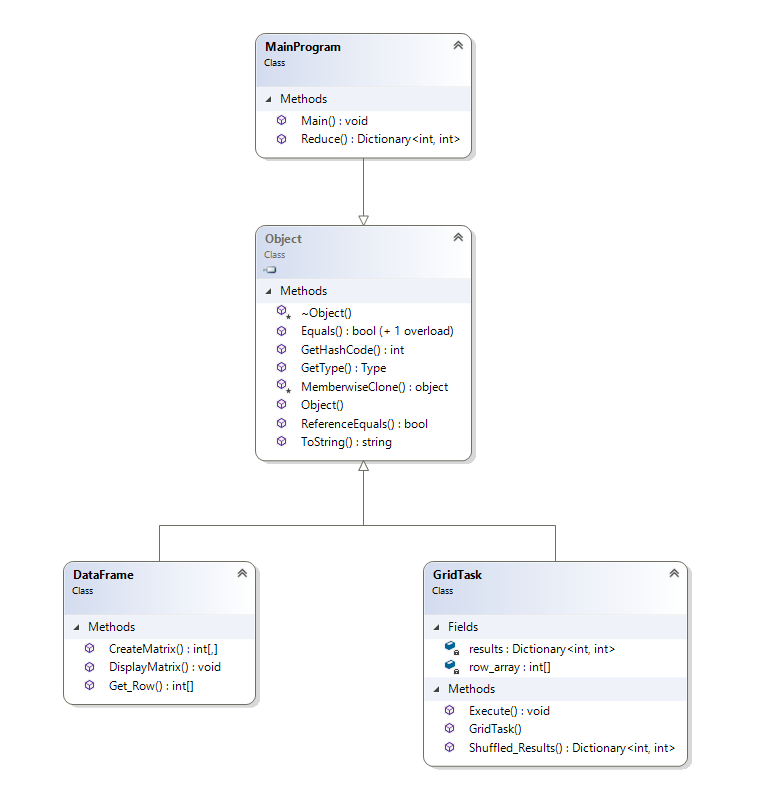 MainProgram
Class
Methods
Main() : void
Reduce() : Dictionary<int, int>
Object
Class
Methods
~Object()
Equals() : bool (+ 1 overload)
GetHashCode() : int
GetType() : Type
MemberwiseClone() : object
Object()
ReferenceEquals() : bool
ToString() : string
DataFrame
Class
Methods
CreateMatrix() : int[,]
DisplayMatrix() : void
Get_Row() : int[]
GridTask
Class
Fields
results : Dictionary<int, int>
row_array : int[]
Methods
Execute() : void
GridTask()
Shuffled_Results() : Dictionary<int, int>